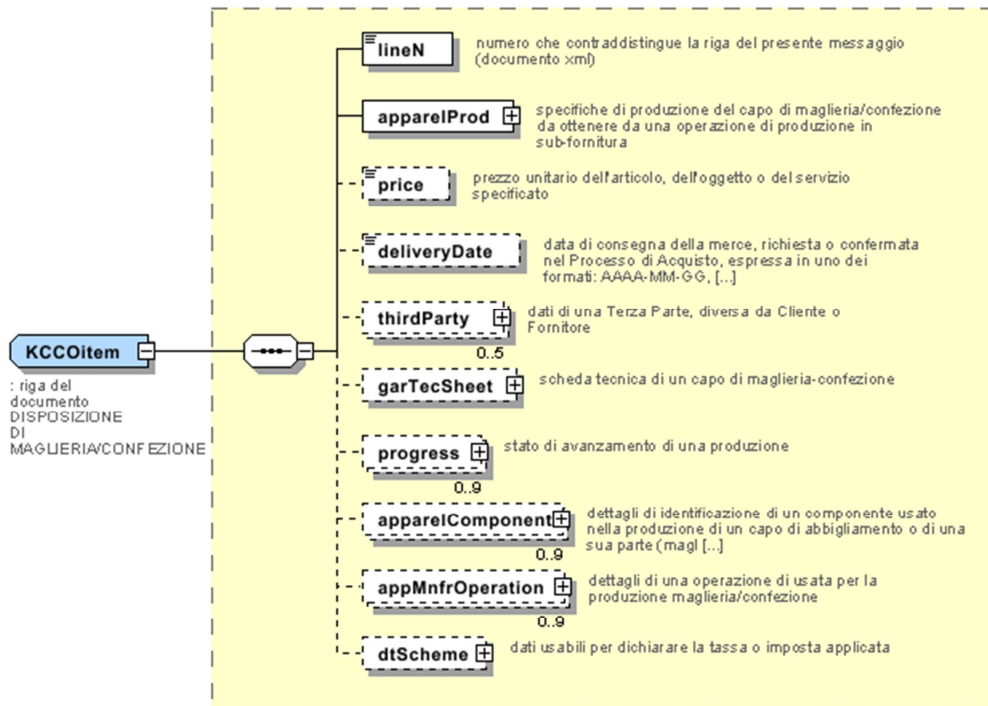 lineN
numero che contraddistingue la riga del presente messaggio
(documento xml)
apparelProd
specifiche di produzione del capo di maglieria/confezione
da ottenere da una operazione di produzione in
sub-fornitura
price
prezzo unitario dell'articolo, dell'oggetto o del servizio
specificato
deliveryDate
data di consegna della merce, richiesta o confermata
nel Processo di Acquisto, espressa in uno dei
formati: AAAA-MM-GG, [...]
thirdParty
0..5
dati di una Terza Parte, diversa da Cliente o
Fornitore
KCCOitem
: riga del
documento
DISPOSIZIONE
DI
MAGLIERIA/CONFEZIONE
garTecSheet
scheda tecnica di un capo di maglieria-confezione
progress
0..9
stato di avanzamento di una produzione
apparelComponent
0..9
dettagli di identificazione di un componente usato
nella produzione di un capo di abbigliamento o di una
sua parte (magl [...]
appMnfrOperation
0..9
dettagli di una operazione di usata per la
produzione maglieria/confezione
dtScheme
dati usabili per dichiarare la tassa o imposta applicata